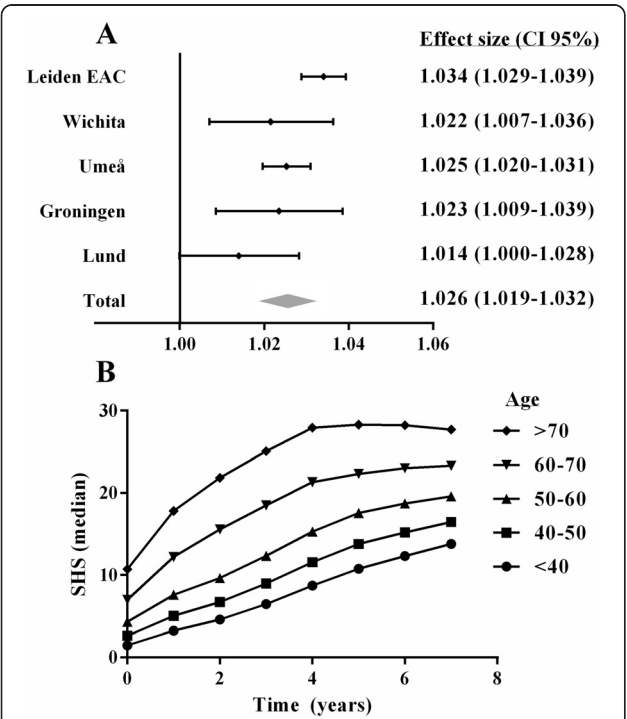 A
Effect size (CI 95%)
Leiden EAC 1.034 (1.029-1.039)
Wichita 1.022 (1.007-1.036)
Umeå 1.025 (1.020-1.031)
Groningen 1.023 (1.009-1.039)
Lund 1.014 (1.000-1.028)
Total 1.026 (1.019-1.032)
1.00 1.02 1.04 1.06
B
Age
>70
60-70
50-60
40-50
<40
SHS (median)
30
20
10
0
0 2 4 6 8
Time (years)